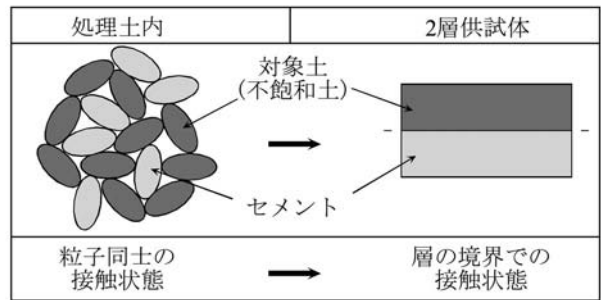 処理土内
2層供試体
対象土
(不飽和土)
セメント
粒子同士の
接触状態
層の境界での
接触状態